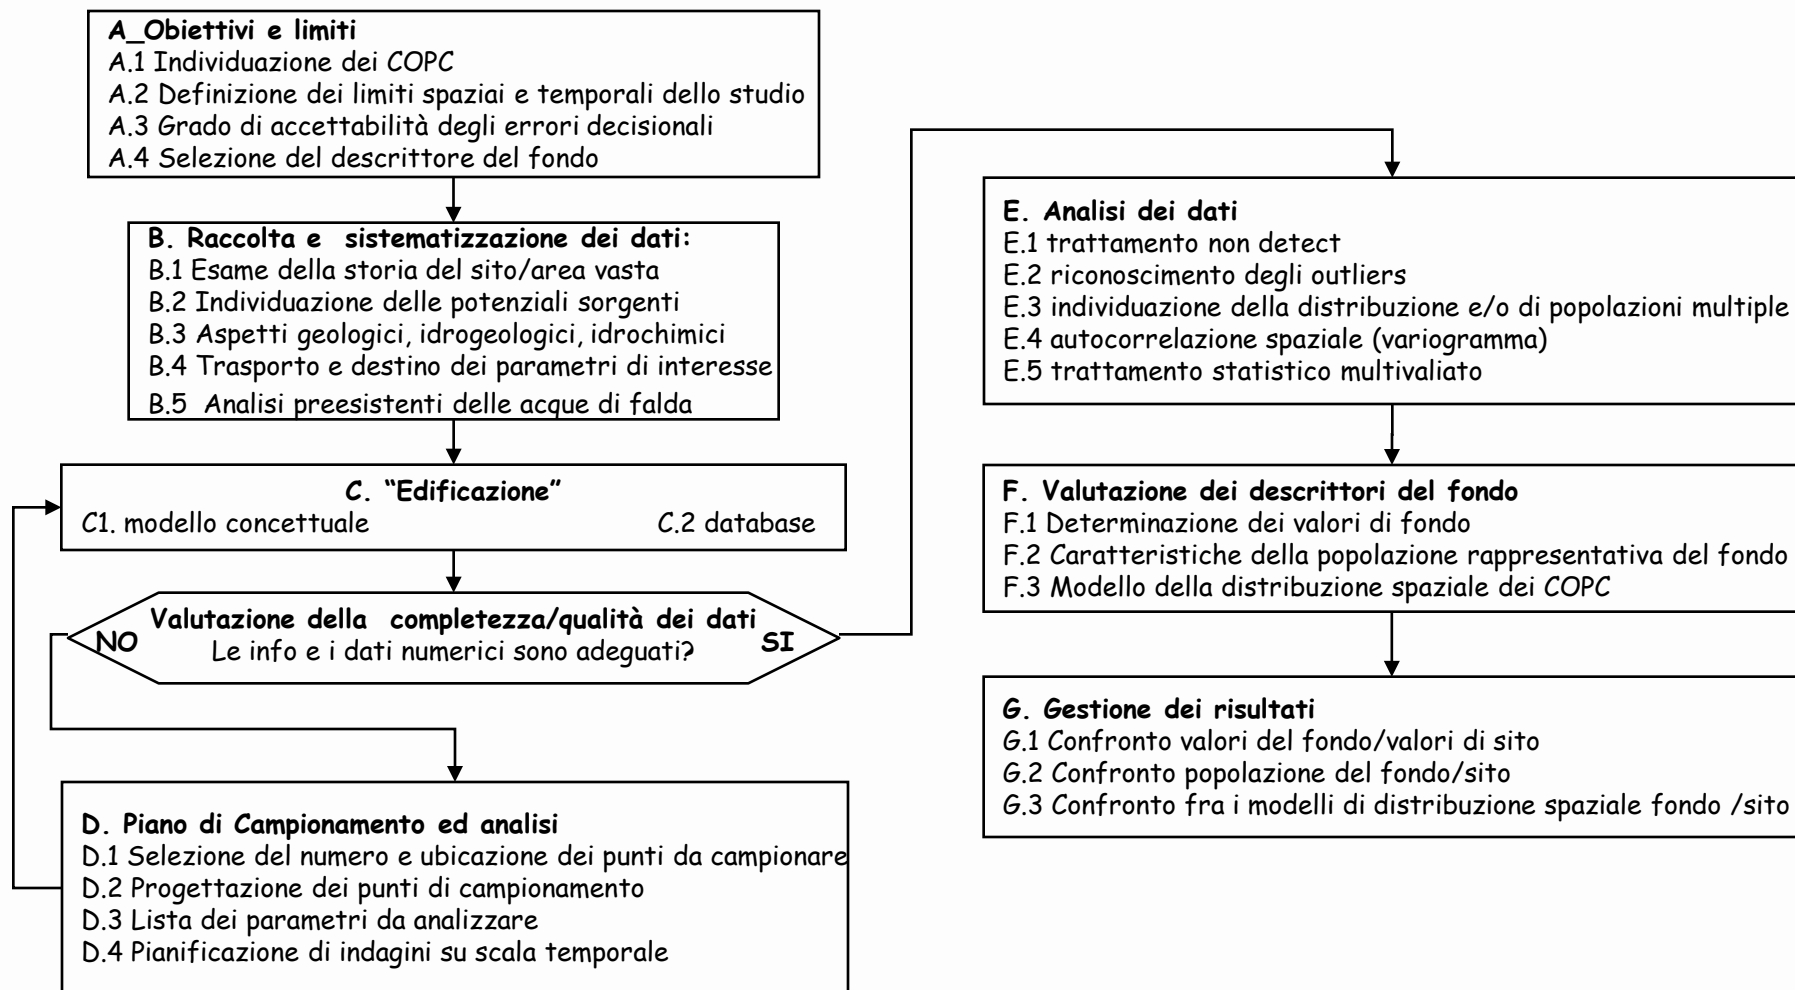 A_Obiettivi e limiti
A.1 Individuazione dei COPC
A.2 Definizione dei limiti spaziai e temporali dello studio
A.3 Grado di accettabilità degli errori decisionali
A.4 Selezione del descrittore del fondo
B. Raccolta e sistematizzazione dei dati:
B.1 Esame della storia del sito/area vasta
B.2 Individuazione delle potenziali sorgenti
B.3 Aspetti geologici, idrogeologici, idrochimici
B.4 Trasporto e destino dei parametri di interesse
B.5 Analisi preesistenti delle acque di falda
C. “Edificazione”
C1. modello concettuale C.2 database
Valutazione della completezza/qualità dei dati
NO Le info e i dati numerici sono adeguati? SI
D. Piano di Campionamento ed analisi
D.1 Selezione del numero e ubicazione dei punti da campionare
D.2 Progettazione dei punti di campionamento
D.3 Lista dei parametri da analizzare
D.4 Pianificazione di indagini su scala temporale
E. Analisi dei dati
E.1 trattamento non detect
E.2 riconoscimento degli outliers
E.3 individuazione della distribuzione e/o di popolazioni multiple
E.4 autocorrelazione spaziale (variogramma)
E.5 trattamento statistico multivaliato
F. Valutazione dei descrittori del fondo
F.1 Determinazione dei valori di fondo
F.2 Caratteristiche della popolazione rappresentativa del fondo
F.3 Modello della distribuzione spaziale dei COPC
G. Gestione dei risultati
G.1 Confronto valori del fondo/valori di sito
G.2 Confronto popolazione del fondo/sito
G.3 Confronto fra i modelli di distribuzione spaziale fondo /sito